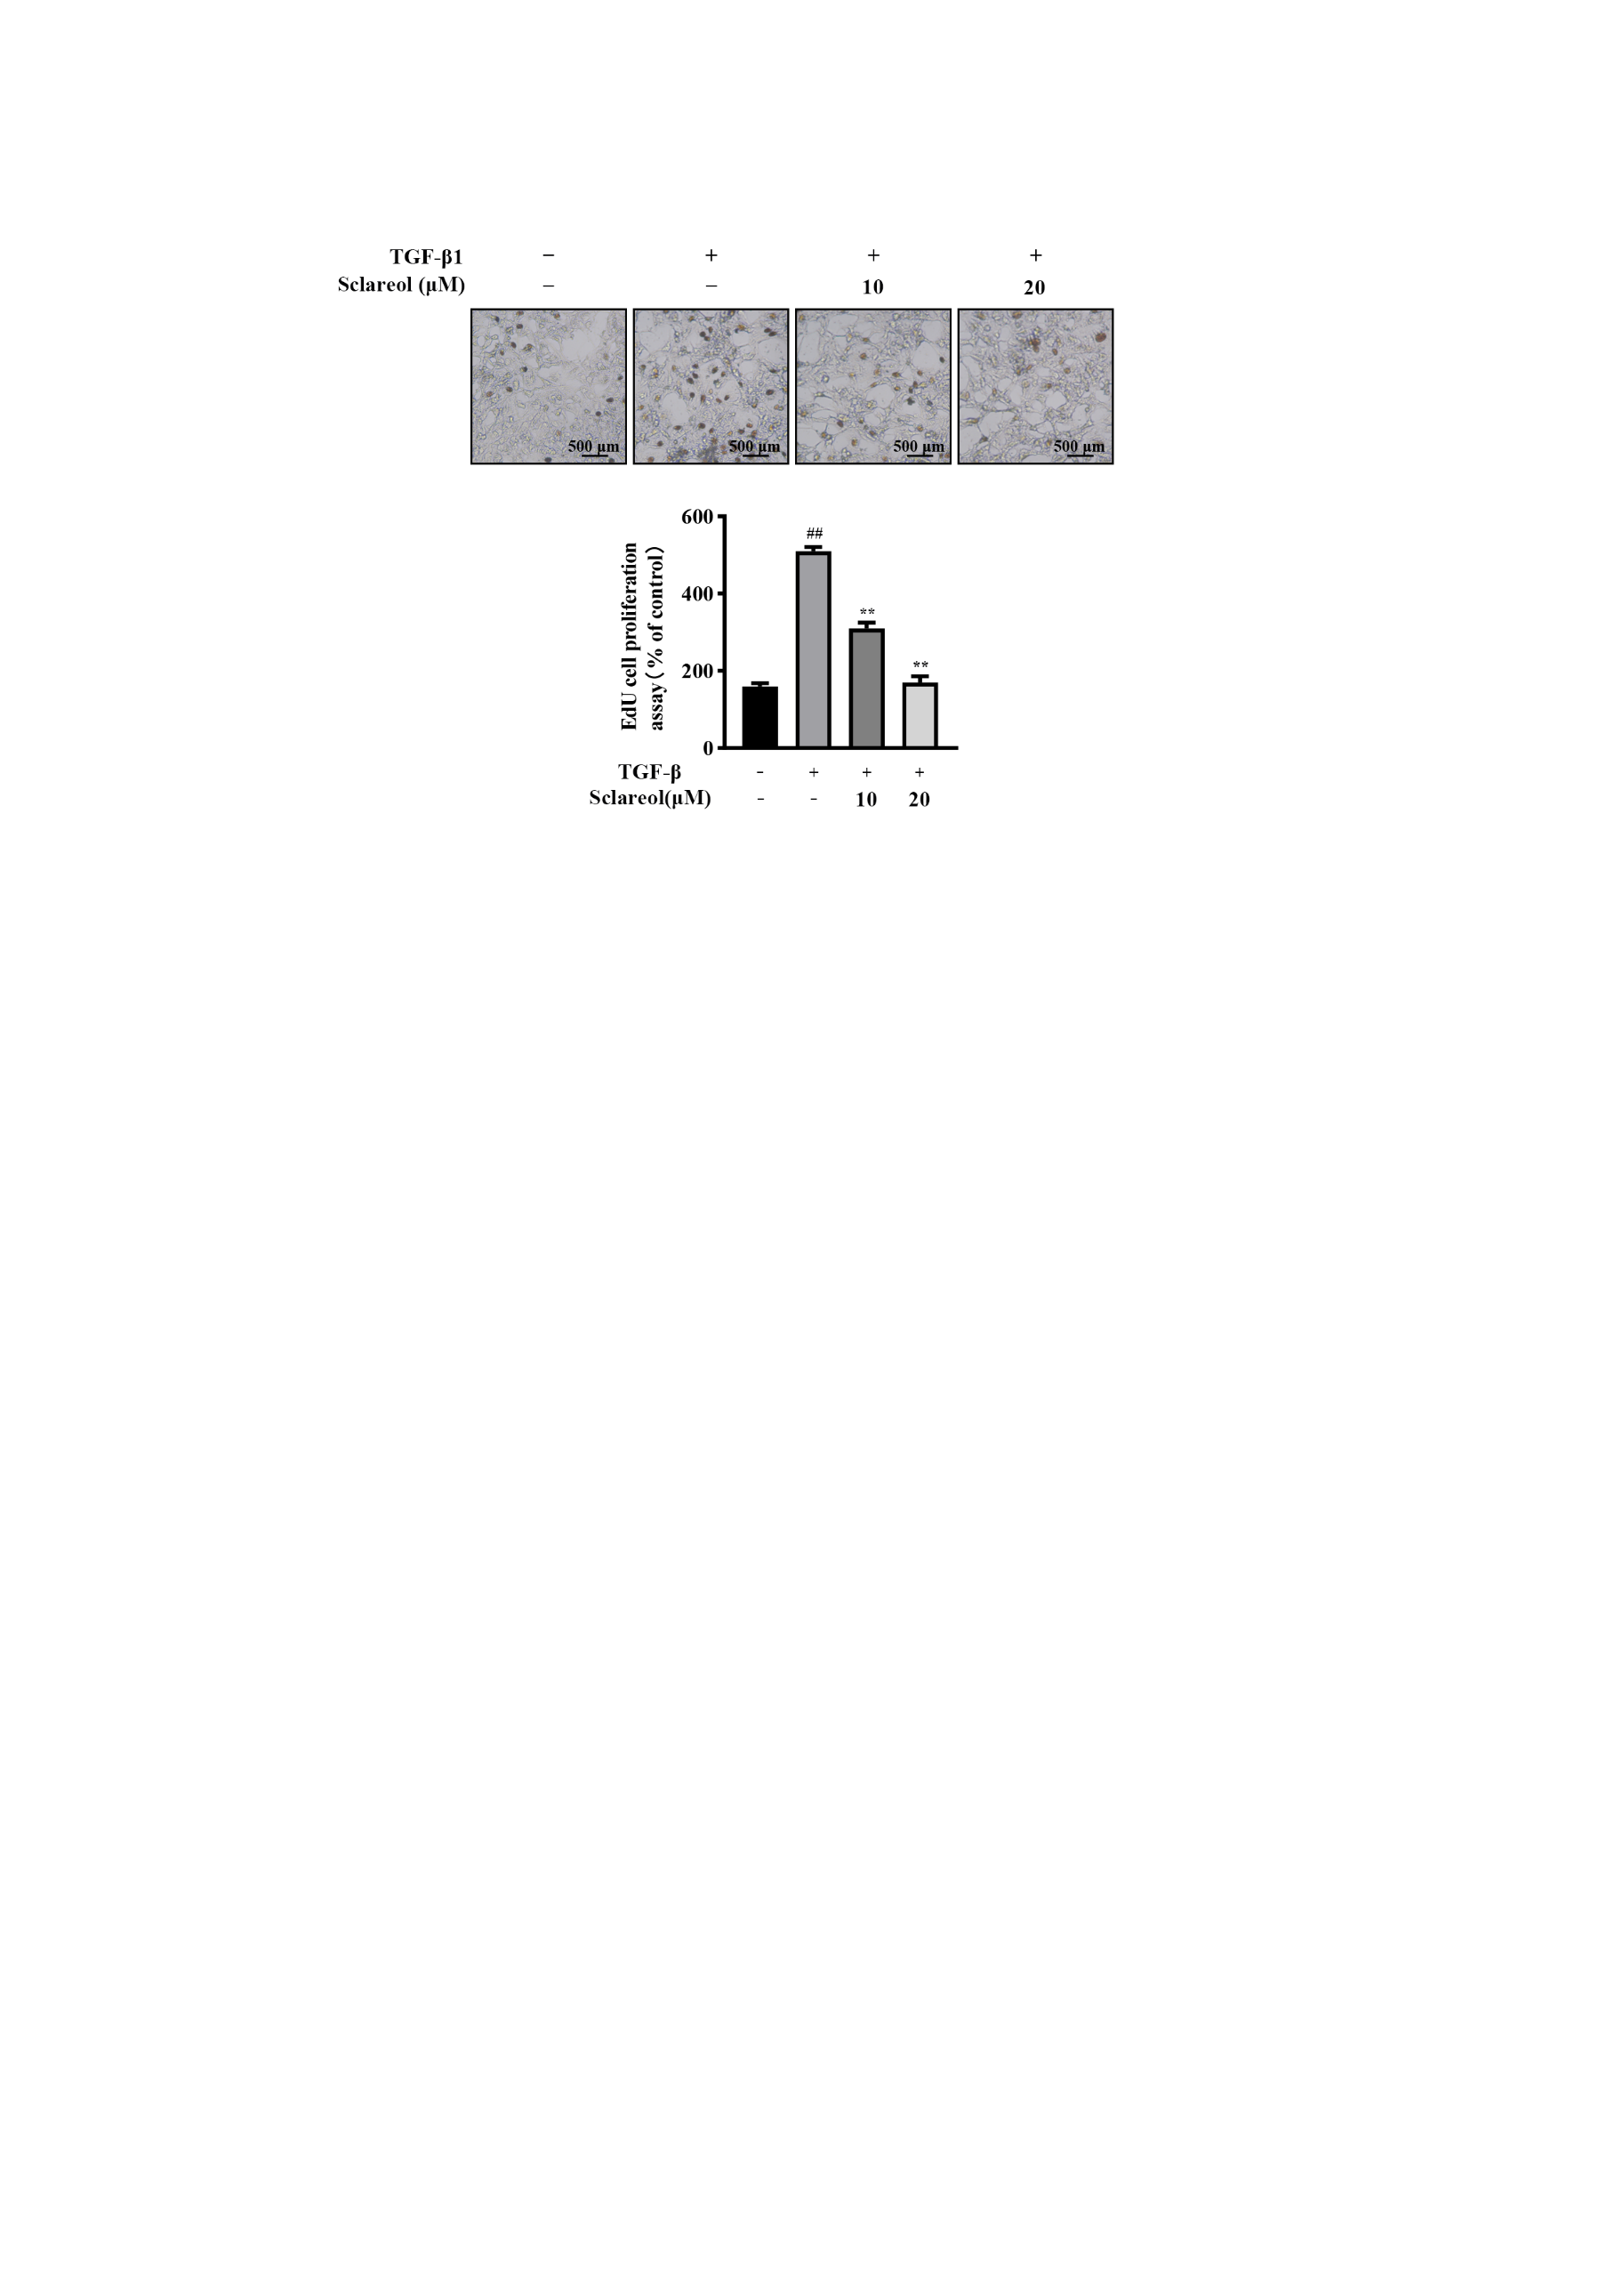 TGF-β1 − + + +
Sclareol (μM) − − 10 20
500 μm 500 μm 500 μm 500 μm
EdU cell proliferation
assay(% of control)
600
400
200
0
##
**
**
TGF-β - + + +
Sclareol(μM) - - 10 20